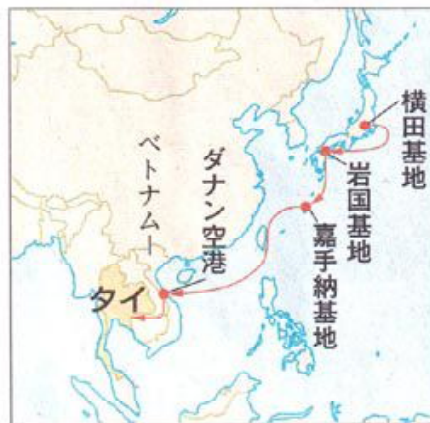 横田基地
岩国基地
嘉手納基地
ダナン空港
ベトナム
タイ